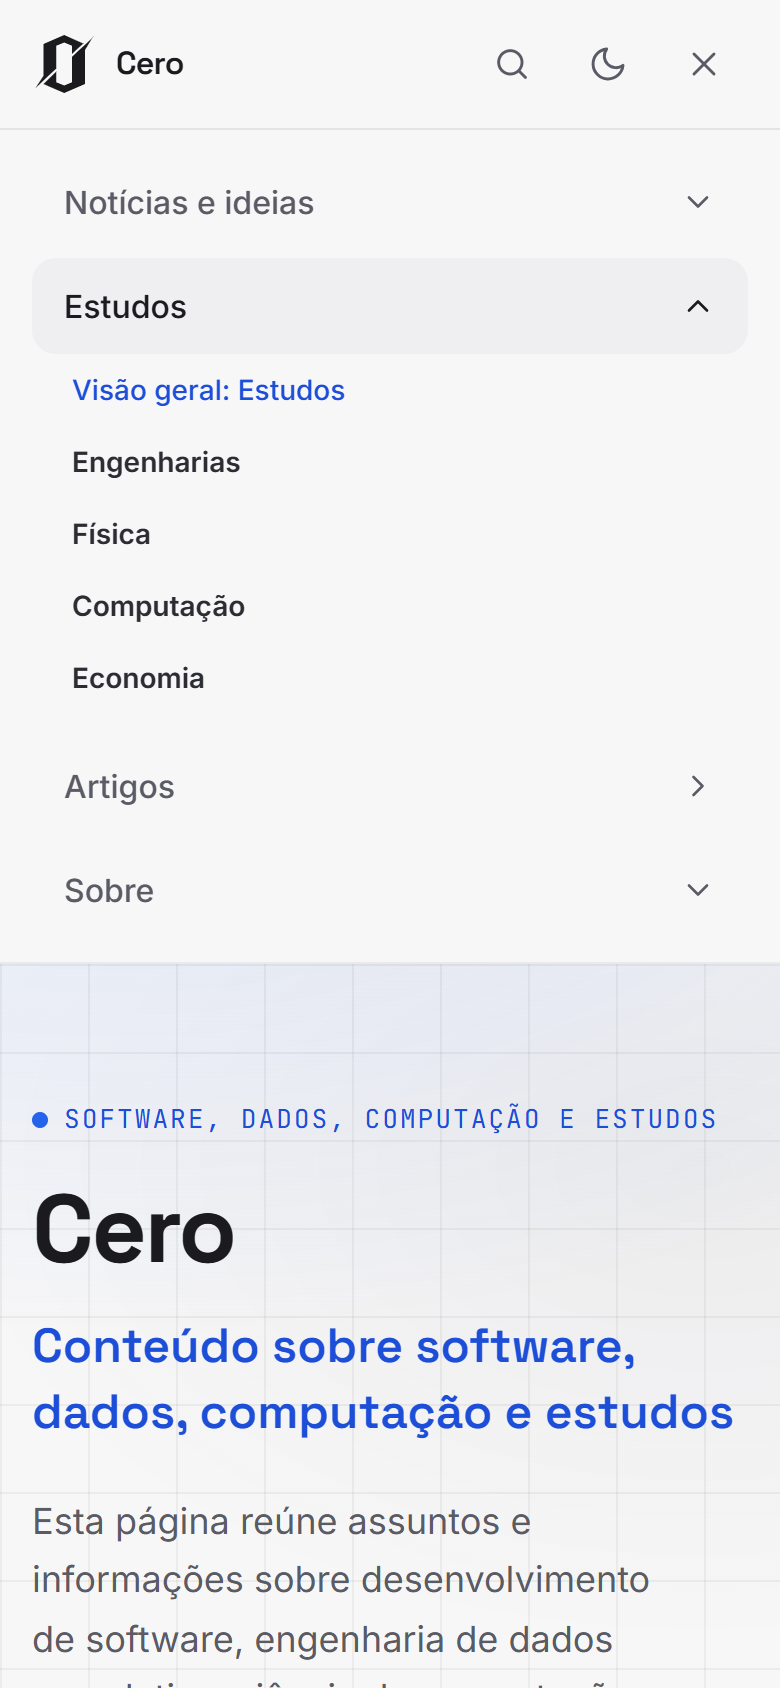 Cero
Notícias e ideias
Estudos
Visão geral: Estudos
Engenharias
Física
Computação
Economia
Artigos
Sobre
SOFTWARE, DADOS, COMPUTAÇÃO E ESTUDOS
Cero
Conteúdo sobre software,
dados, computação e estudos
Esta página reúne assuntos e
informações sobre desenvolvimento
de software, engenharia de dados